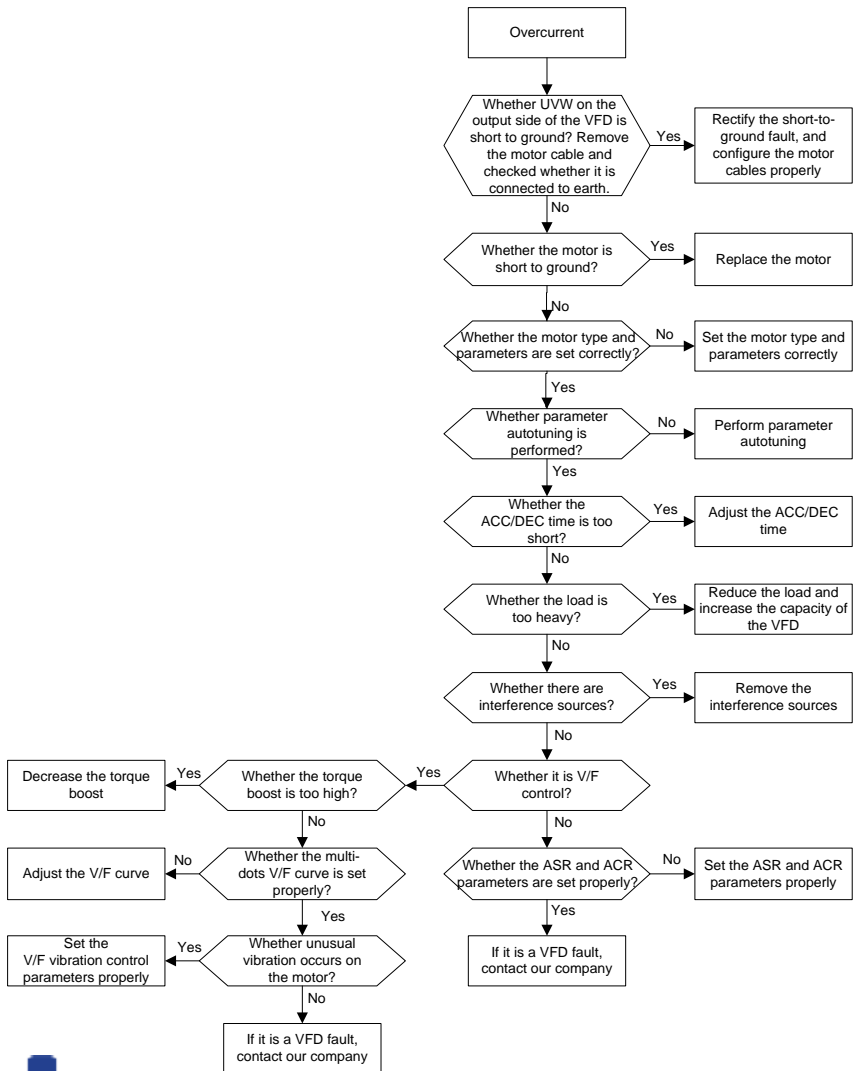 Overcurrent
Whether UVW on the
output side of the VFD is
short to ground? Remove
the motor cable and
checked whether it is
connected to earth.
Yes
Rectify the short-to-
ground fault, and
configure the motor
cables properly
No
Whether the motor is
short to ground?
Yes
Replace the motor
No
Whether the motor type and
parameters are set correctly?
No
Set the motor type and
parameters correctly
Yes
Whether parameter
autotuning is
performed?
No
Perform parameter
autotuning
Yes
Whether the
ACC/DEC time is too
short?
Yes
Adjust the ACC/DEC
time
No
Whether the load is
too heavy?
Yes
Reduce the load and
increase the capacity of
the VFD
No
Whether there are
interference sources?
Yes
Remove the
interference sources
No
Whether it is V/F
control?
Yes
Whether the torque
boost is too high?
Yes
Decrease the torque
boost
No
Whether the multi-
dots V/F curve is set
properly?
No
Adjust the V/F curve
Yes
Whether unusual
vibration occurs on
the motor?
Yes
Set the
V/F vibration control
parameters properly
No
If it is a VFD fault,
contact our company
No
Whether the ASR and ACR
parameters are set properly?
No
Set the ASR and ACR
parameters properly
Yes
If it is a VFD fault,
contact our company